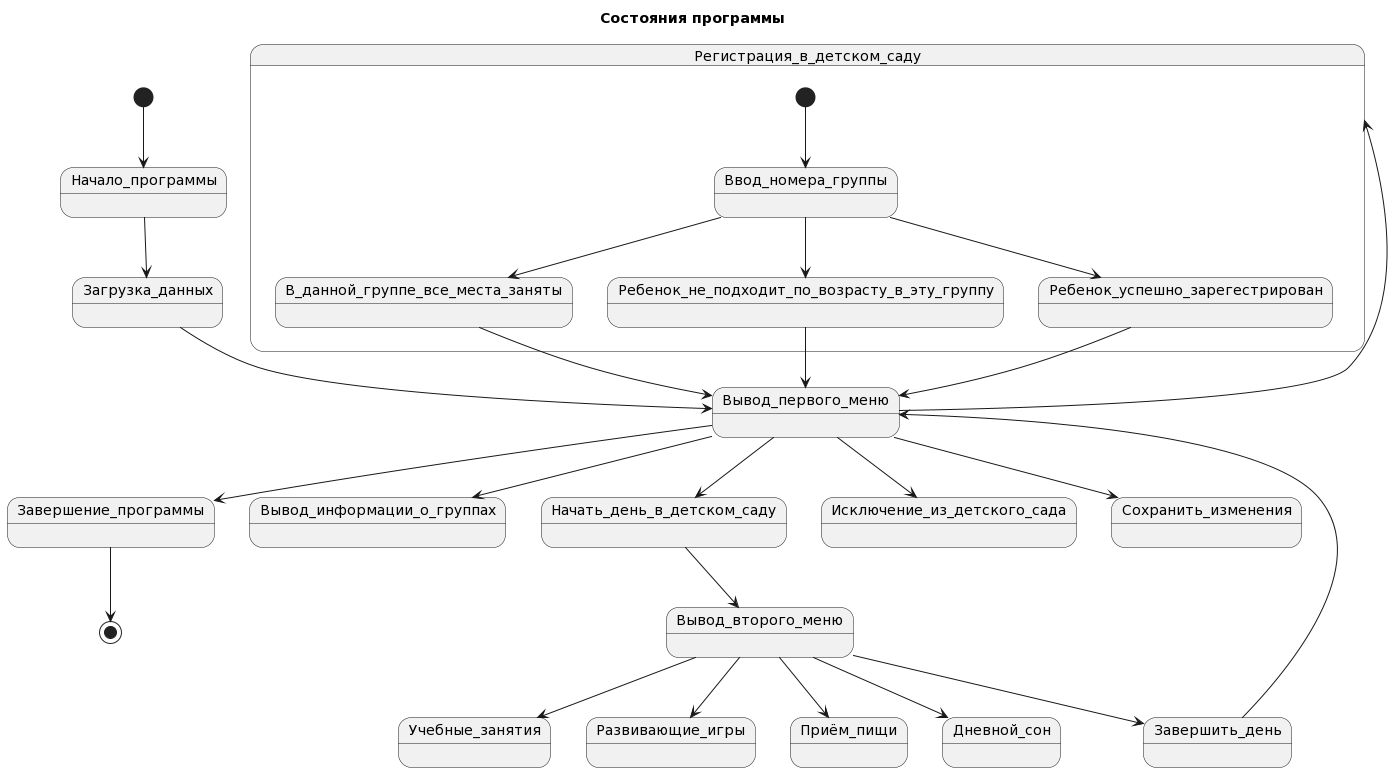 Состояния программы
Регистрация_в_детском_саду
Начало_программы
Ввод_номера_группы
Загрузка_данных
В_данной_группе_все_места_заняты
Ребенок_не_подходит_по_возрасту_в_эту_группу
Ребенок_успешно_зарегестрирован
Вывод_первого_меню
Завершение_программы
Вывод_информации_о_группах
Начать_день_в_детском_саду
Исключение_из_детского_сада
Сохранить_изменения
Вывод_второго_меню
Учебные_занятия
Развивающие_игры
Приём_пищи
Дневной_сон
Завершить_день